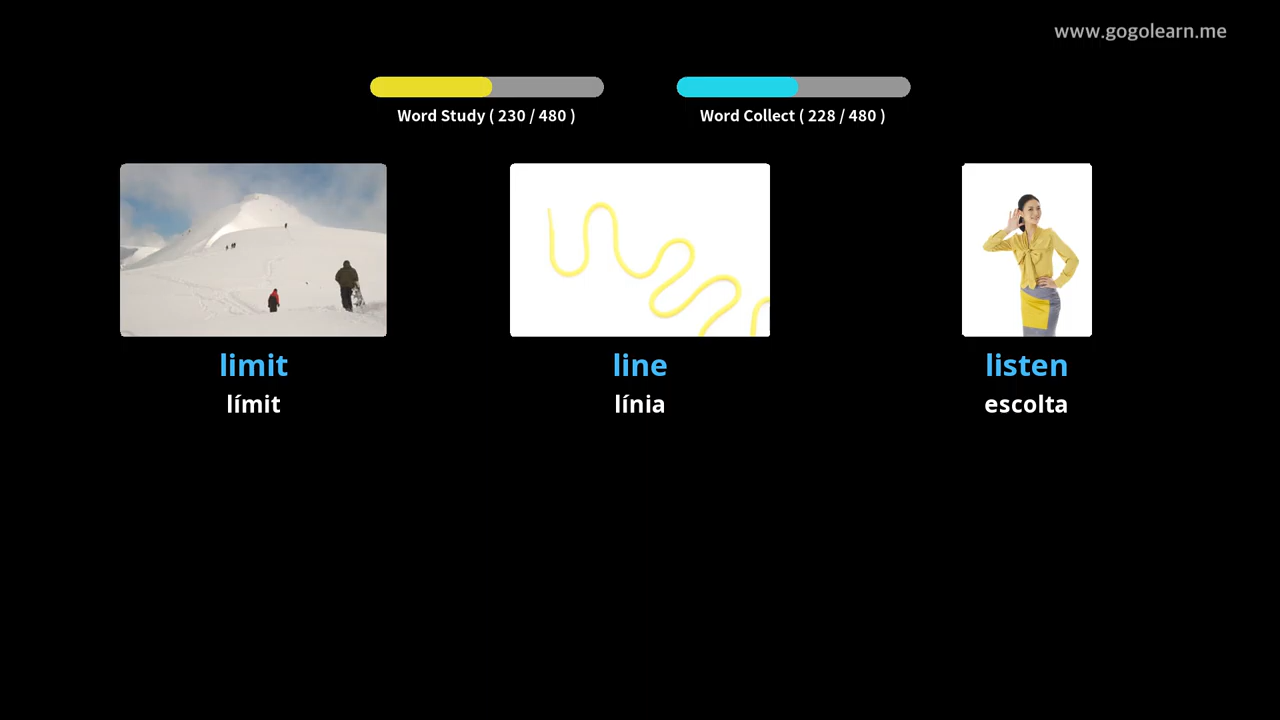 www.gogolearn.me
Word Study ( 230 / 480 )
Word Collect ( 228 / 480 )
limit
line
listen
límit
línia
escolta